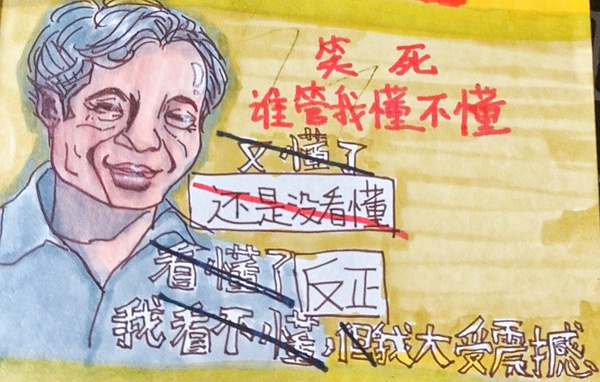 笑死
谁管我懂不懂
又懂了
还是没看懂
看懂了反正
我看不懂,但我大受震撼